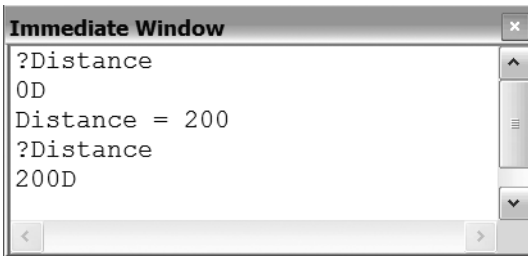 Immediate Window
?Distance
0D
Distance = 200
?Distance
200D